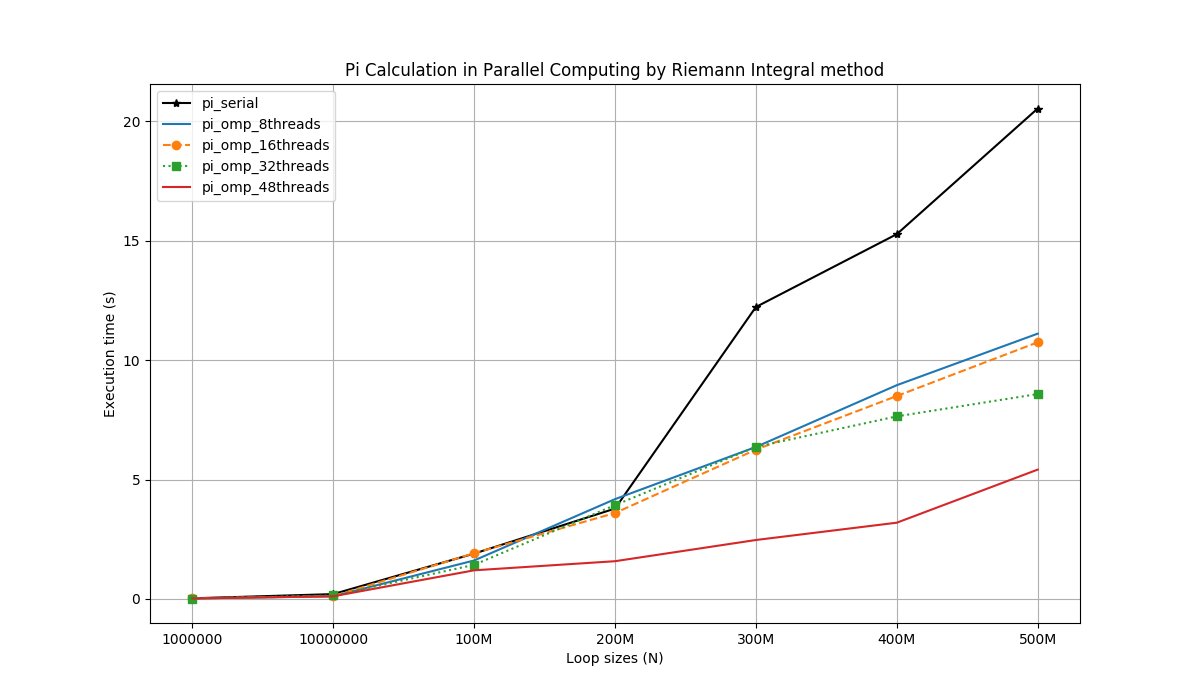 Pi Calculation in Parallel Computing by Riemann Integral method
pi_serial
pi_omp_8threads
pi_omp_16threads
pi_omp_32threads
pi_omp_48threads
20
15
10
5
0
Execution time (s)
1000000 10000000 100M 200M 300M 400M 500M
Loop sizes (N)